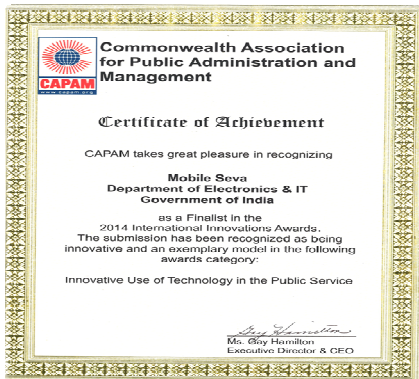 Commonwealth Association
for Public Administration and
Management
CAPAM
www.capam.org
Certificate of Achievement
CAPAM takes great pleasure in recognizing
Mobile Seva
Department of Electronics & IT
Government of India
as a Finalist in the
2014 International Innovations Awards.
The submission has been recognized as being
innovative and an exemplary model in the following
awards category:
Innovative Use of Technology in the Public Service
Gay Hamilton
Ms. Gay Hamilton
Executive Director & CEO